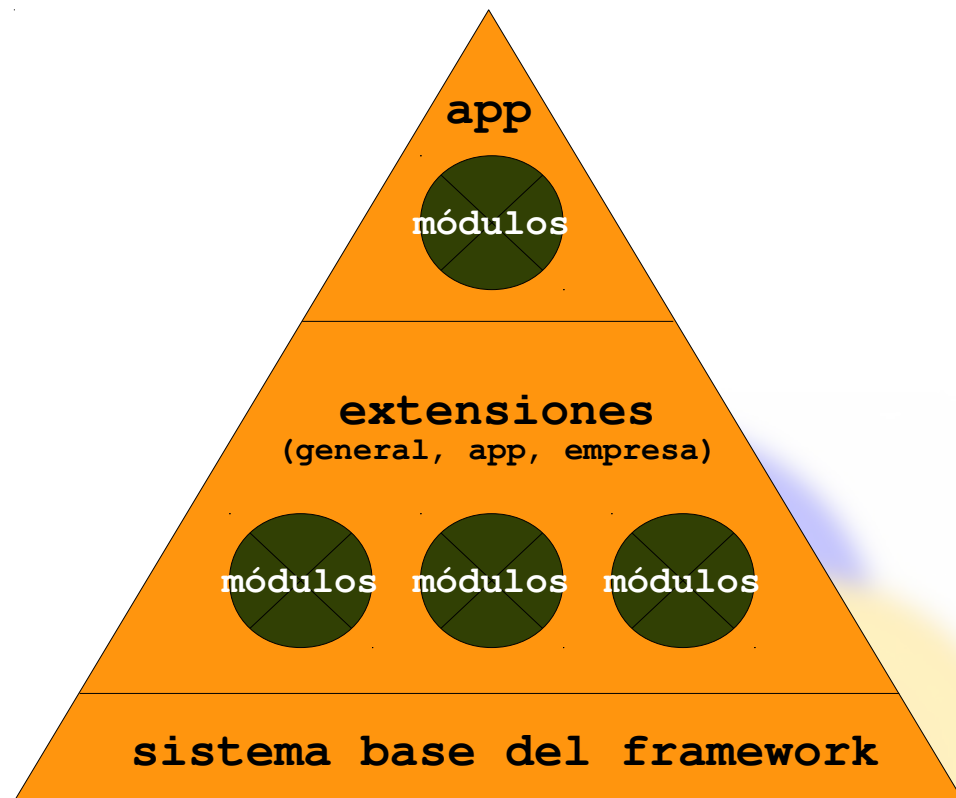 app
módulos
extensiones
(general, app, empresa)
módulos módulos módulos
sistema base del framework